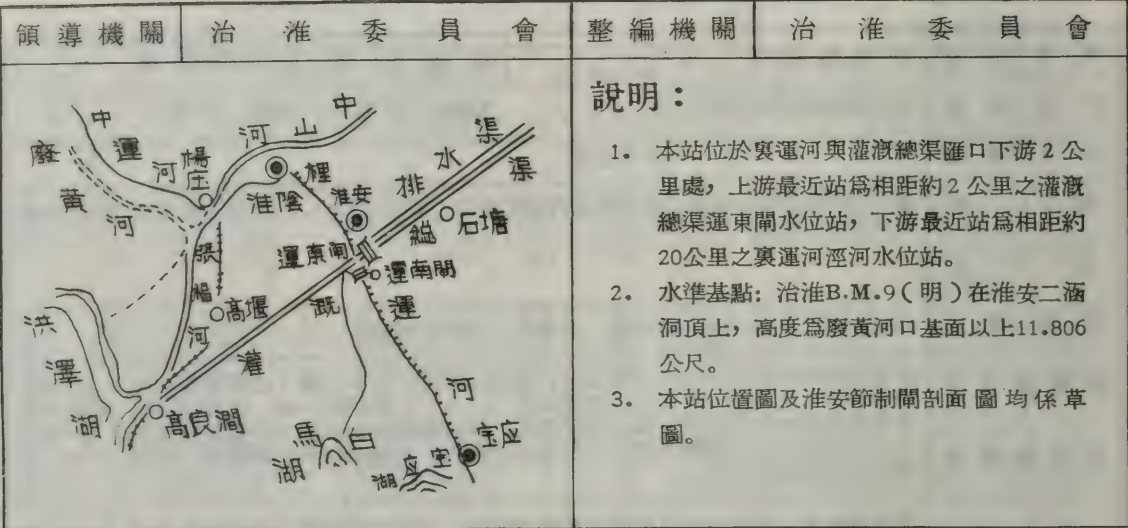 領導機關 治淮委員會 整編機關 治淮委員會
說明：
1. 本站位於裏運河與灌漑總渠匯口下游2公
里處，上游最近站爲相距約2公里之灌漑
總渠運東閘水位站，下游最近站爲相距約
20公里之裏運河涇河水位站。
2. 水準基點：治淮B.M.9（明）在淮安二涵
洞頂上，高度爲廢黃河口基面以上11.806
公尺。
3. 本站位置圖及淮安節制閘剖面圖均係草
圖。
中運河
廢黃河
楊庄
中山河
淮陰
裡運河
淮安
排水渠
石塘
運東閘
運南閘
灌溉總渠
張福河
高堰
洪澤湖
高良澗
白馬湖
宝应湖
宝应